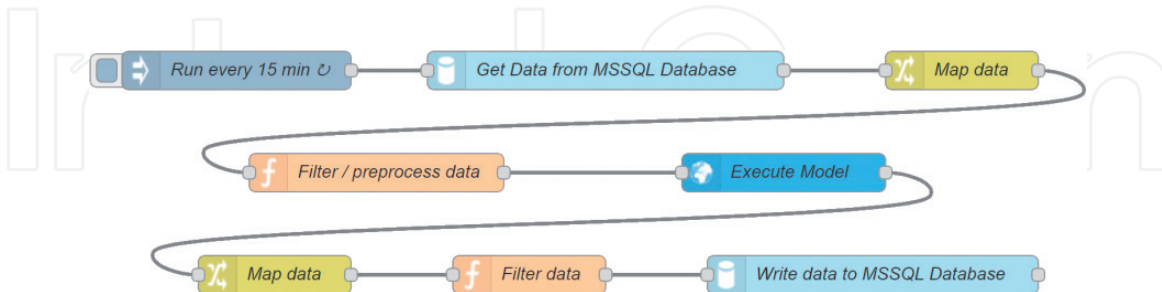 Run every 15 min ↻
Get Data from MSSQL Database
Map data
Filter / preprocess data
Execute Model
Map data
Filter data
Write data to MSSQL Database